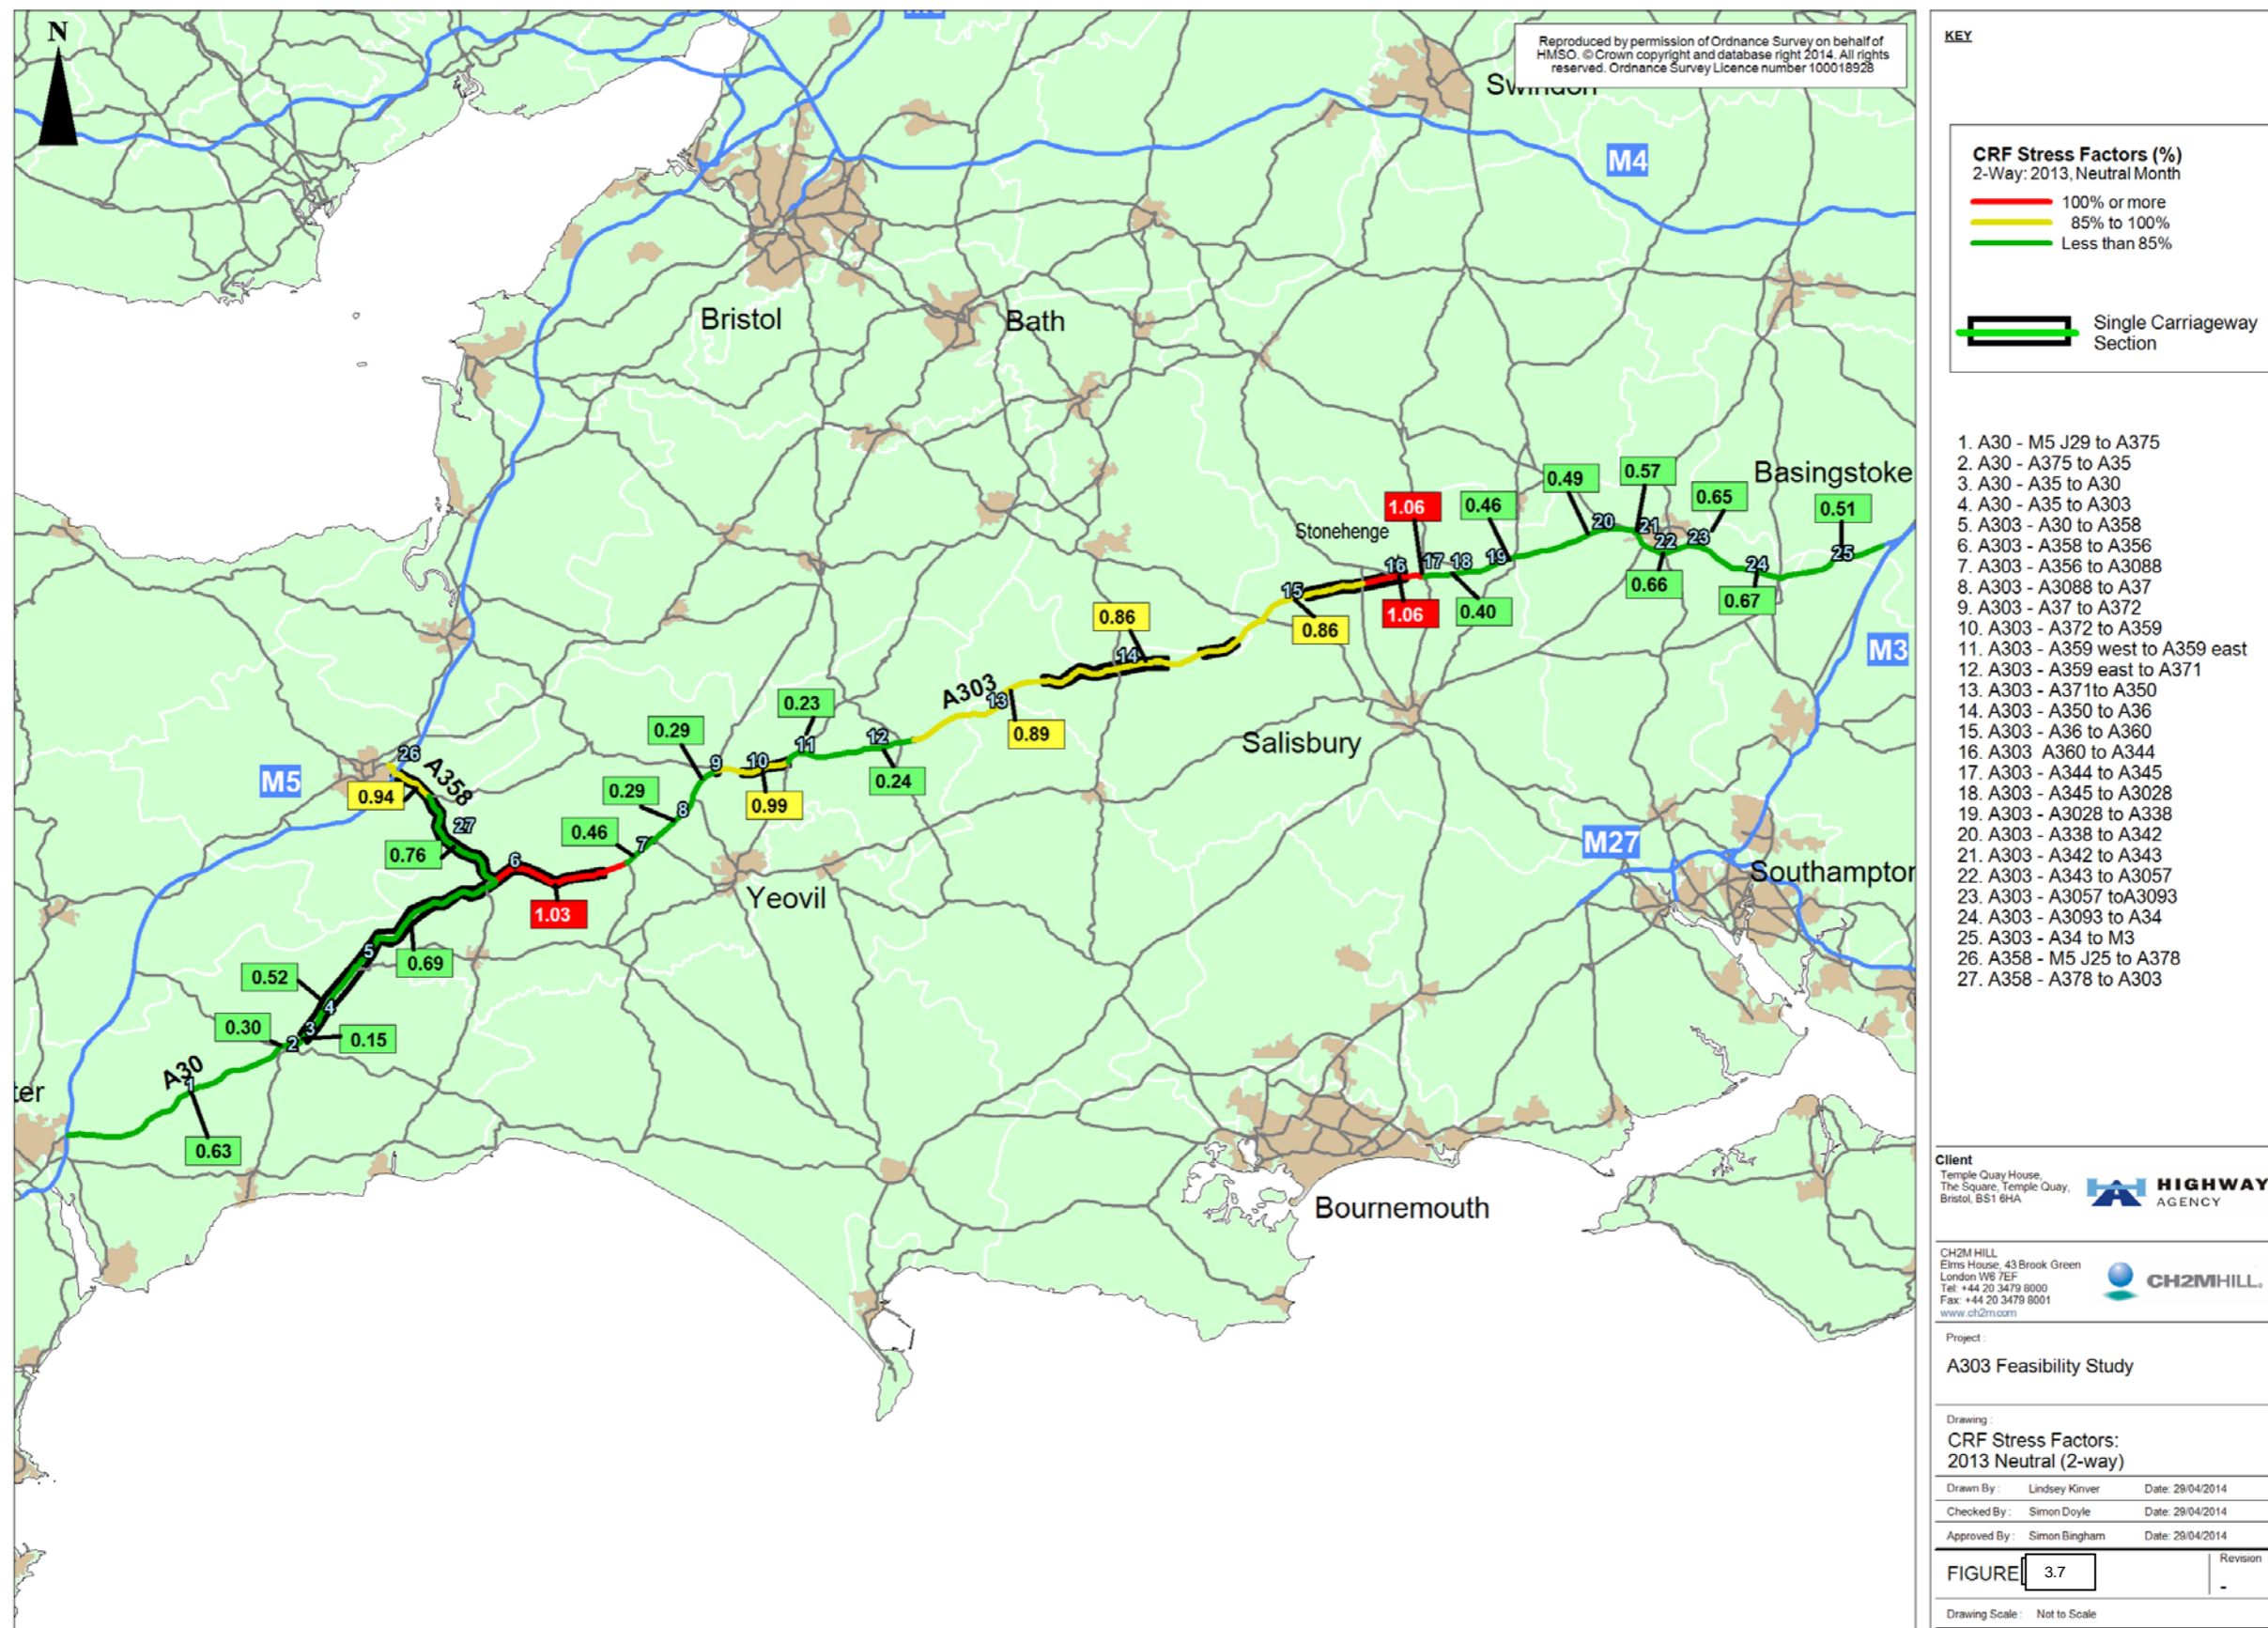 N
Reproduced by permission of Ordnance Survey on behalf of
HMSO. © Crown copyright and database right 2014. All rights
reserved. Ordnance Survey Licence number 100018928
Swindon
M4
Bristol
Bath
Basingstoke
0.57
0.49
0.65
1.06
0.46
0.51
Stonehenge
20
21
22
23
19
25
16
17
18
24
15
0.66
0.67
0.86
1.06
0.40
0.86
M3
14
A303
13
0.23
0.29
0.89
12
11
Salisbury
26
A358
9
10
M5
0.24
0.94
0.29
0.99
8
27
0.46
M27
7
0.76
6
Southampton
Yeovil
1.03
5
0.69
0.52
4
0.30
3
2
0.15
A30
1
ter
0.63
Bournemouth
KEY
CRF Stress Factors (%)
2-Way: 2013, Neutral Month
100% or more
85% to 100%
Less than 85%
Single Carriageway
Section
1. A30 - M5 J29 to A375
2. A30 - A375 to A35
3. A30 - A35 to A30
4. A30 - A35 to A303
5. A303 - A30 to A358
6. A303 - A358 to A356
7. A303 - A356 to A3088
8. A303 - A3088 to A37
9. A303 - A37 to A372
10. A303 - A372 to A359
11. A303 - A359 west to A359 east
12. A303 - A359 east to A371
13. A303 - A371to A350
14. A303 - A350 to A36
15. A303 - A36 to A360
16. A303 A360 to A344
17. A303 - A344 to A345
18. A303 - A345 to A3028
19. A303 - A3028 to A338
20. A303 - A338 to A342
21. A303 - A342 to A343
22. A303 - A343 to A3057
23. A303 - A3057 toA3093
24. A303 - A3093 to A34
25. A303 - A34 to M3
26. A358 - M5 J25 to A378
27. A358 - A378 to A303
Client
Temple Quay House,
The Square, Temple Quay,
Bristol, BS1 6HA
HIGHWAY
AGENCY
CH2M HILL
Elms House, 43 Brook Green
London W6 7EF
Tel: +44 20 3479 8000
Fax: +44 20 3479 8001
www.ch2m.com
CH2MHILL.
Project :
A303 Feasibility Study
Drawing :
CRF Stress Factors:
2013 Neutral (2-way)
Drawn By : Lindsey Kinver Date: 29/04/2014
Checked By : Simon Doyle Date: 29/04/2014
Approved By : Simon Bingham Date: 29/04/2014
FIGURE 3.7
Revision
-
Drawing Scale : Not to Scale